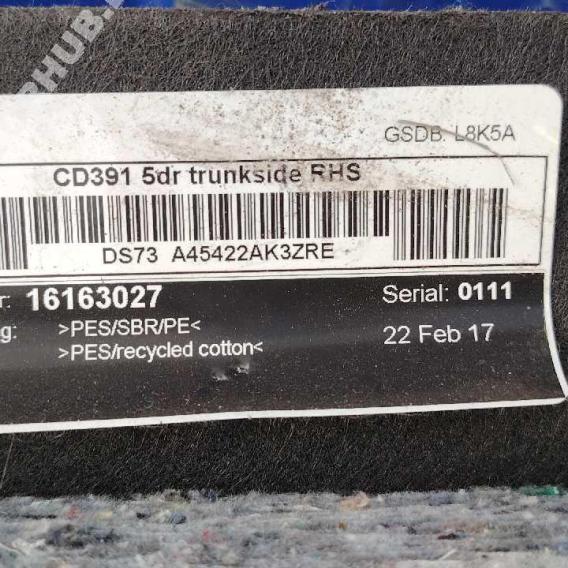 GSDB: L8K5A
CD391 5dr trunkside RHS
DS73 A45422AK3ZRE
r: 16163027
Serial: 0111
g: >PES/SBR/PE<
>PES/recycled cotton<
22 Feb 17